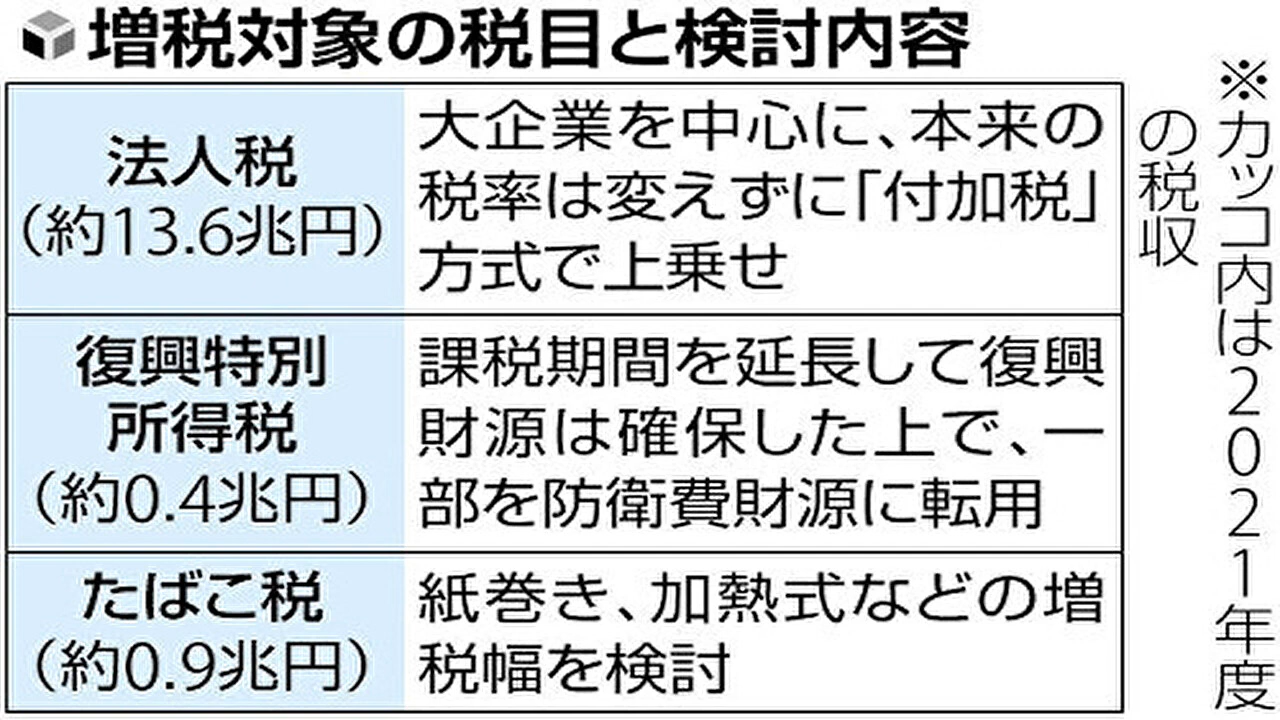 増税対象の税目と検討内容
法人税
(約13.6兆円)
大企業を中心に、本来の
税率は変えずに「付加税」
方式で上乗せ
復興特別
所得税
(約0.4兆円)
課税期間を延長して復興
財源は確保した上で、一
部を防衛費財源に転用
たばこ税
(約0.9兆円)
紙巻き、加熱式などの増
税幅を検討
※カッコ内は2021年度
の税収